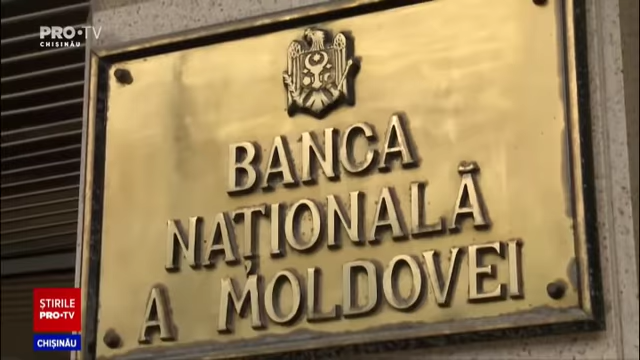 PRO·TV
CHIȘINĂU
BANCA
NAȚIONALĂ
A MOLDOVEI
ȘTIRILE
PRO·TV
CHIȘINĂU